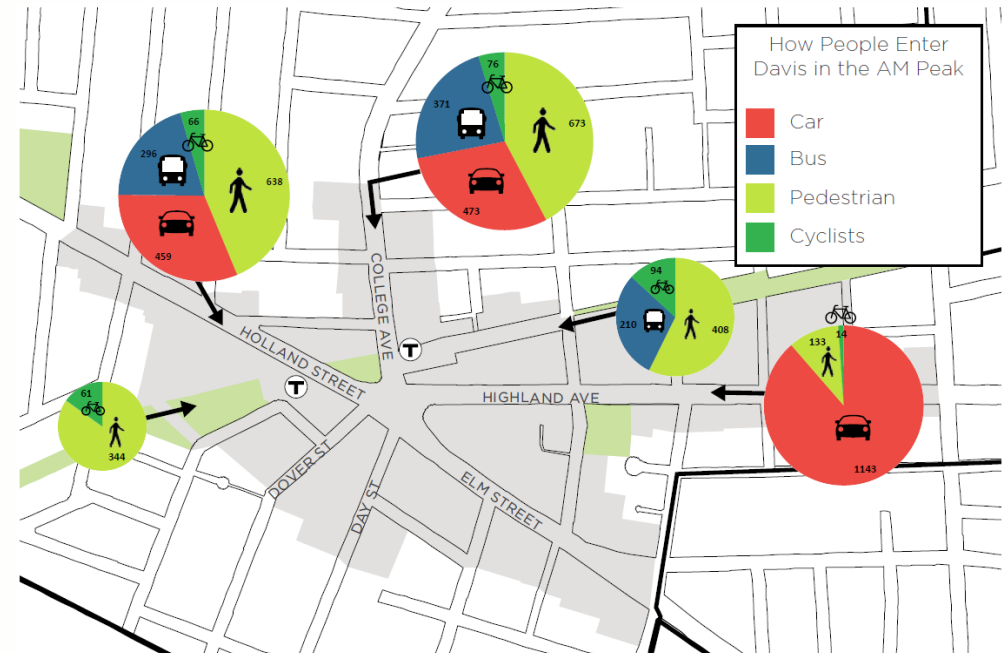 How People Enter
Davis in the AM Peak
Car
Bus
Pedestrian
Cyclists
76
371
673
473
66
296
638
459
94
210
408
14
133
1143
61
344
COLLEGE AVE
T
T
HOLLAND STREET
HIGHLAND AVE
DOVER ST
DAY ST
ELM STREET